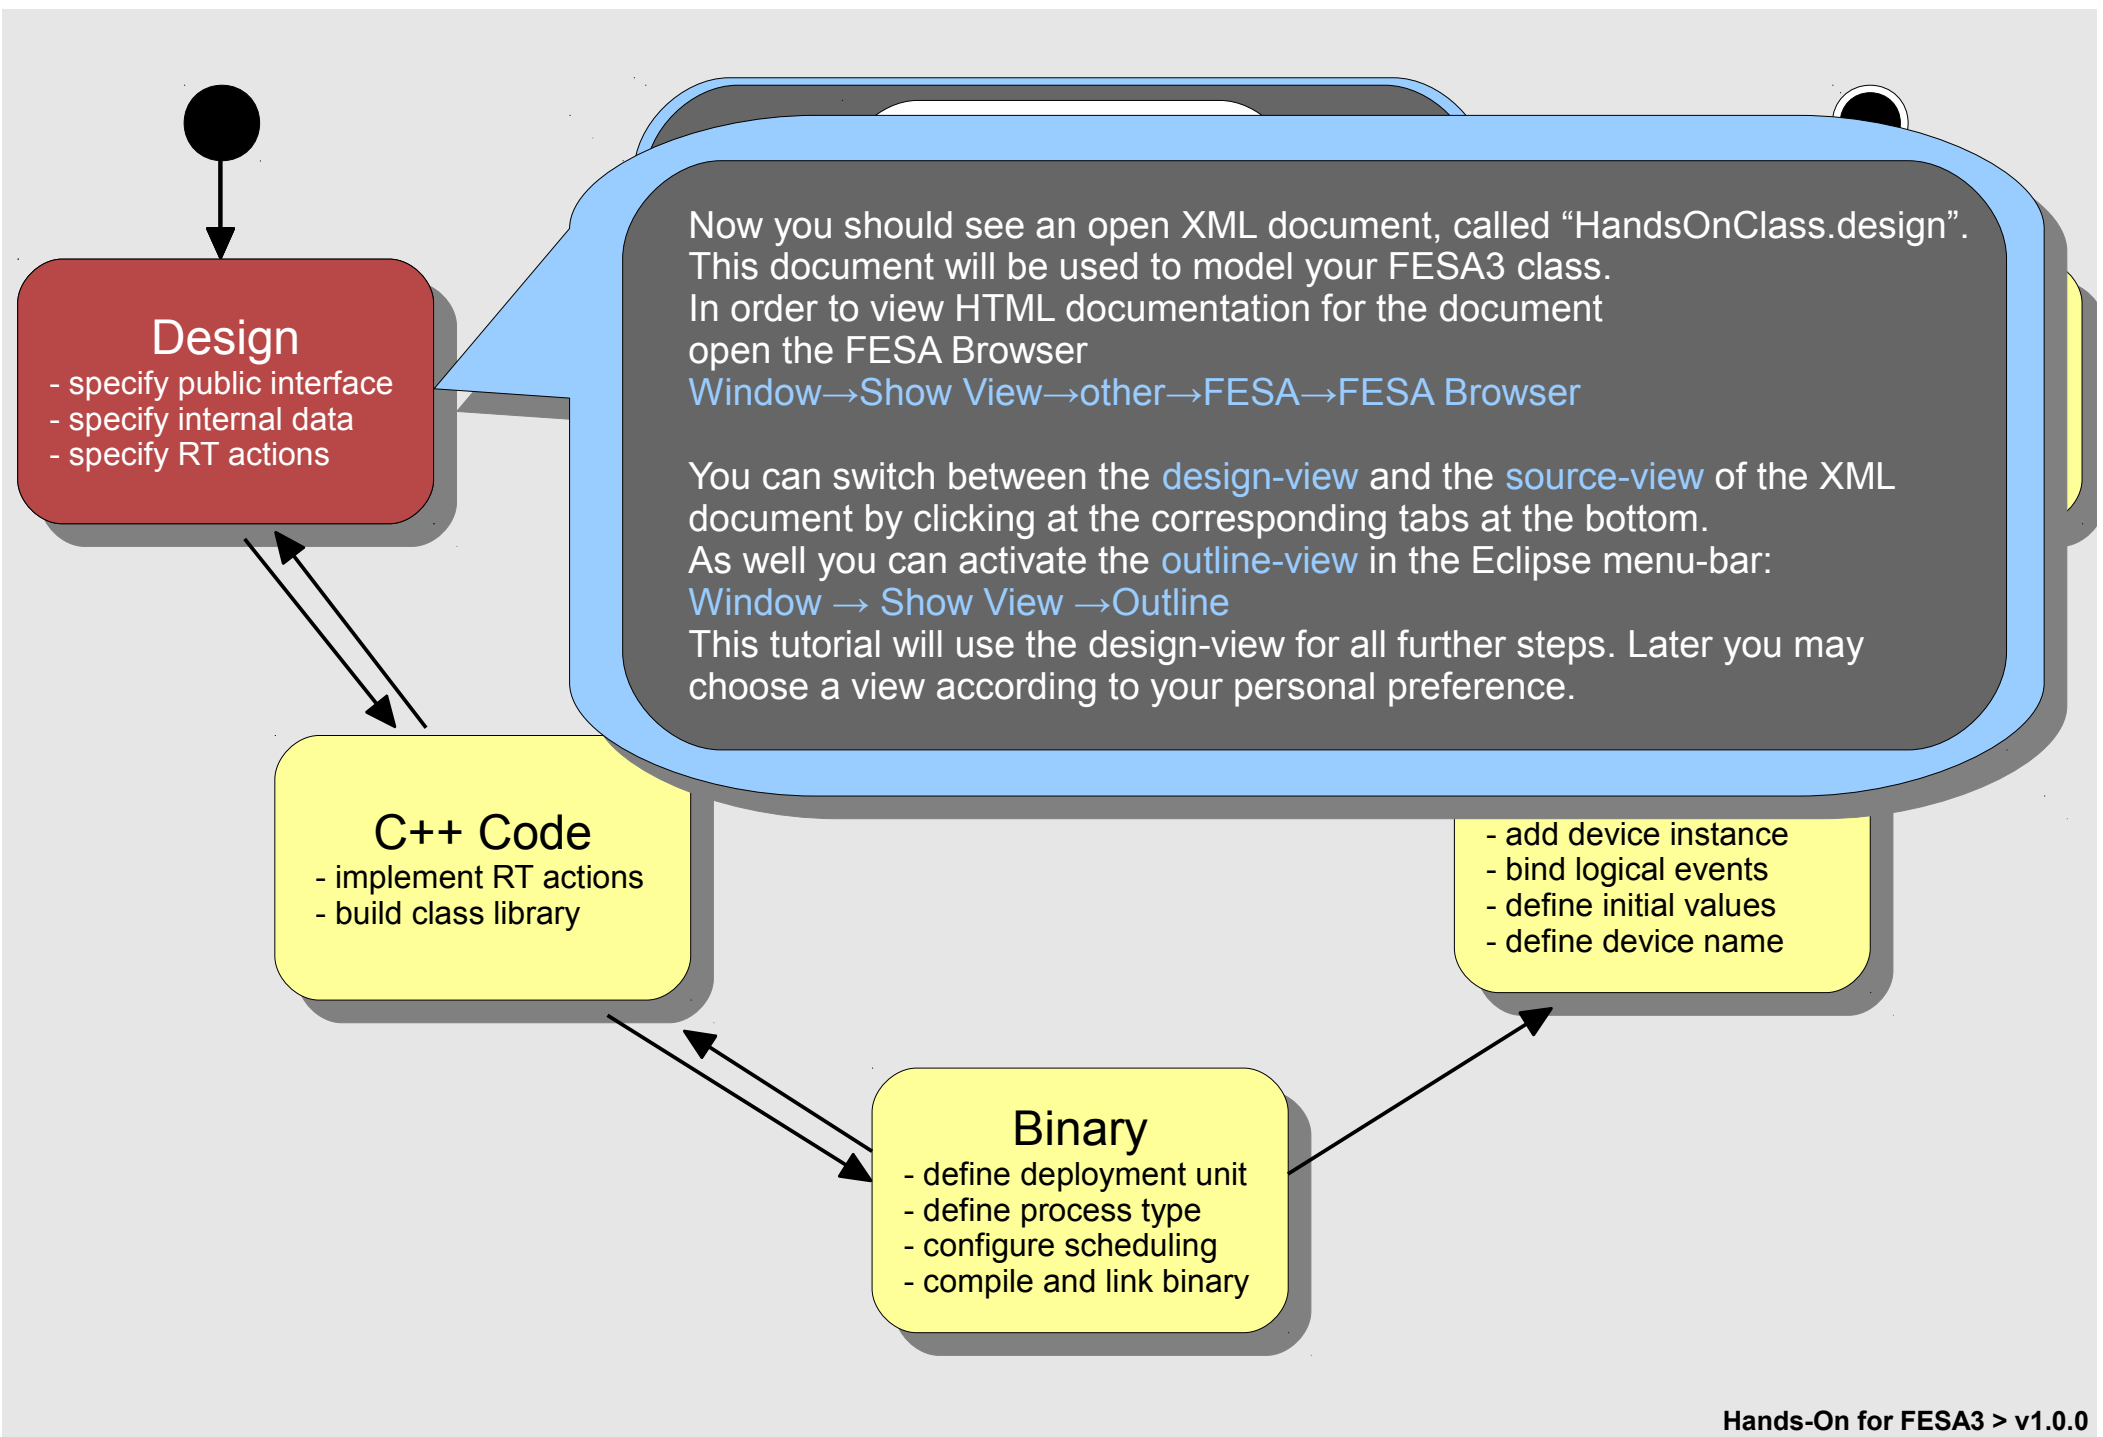 Now you should see an open XML document, called “HandsOnClass.design”.
This document will be used to model your FESA3 class.
In order to view HTML documentation for the document
open the FESA Browser
Window→Show View→other→FESA→FESA Browser
You can switch between the design-view and the source-view of the XML
document by clicking at the corresponding tabs at the bottom.
As well you can activate the outline-view in the Eclipse menu-bar:
Window → Show View →Outline
This tutorial will use the design-view for all further steps. Later you may
choose a view according to your personal preference.
Design
- specify public interface
- specify internal data
- specify RT actions
C++ Code
- implement RT actions
- build class library
- add device instance
- bind logical events
- define initial values
- define device name
Binary
- define deployment unit
- define process type
- configure scheduling
- compile and link binary
Hands-On for FESA3 > v1.0.0